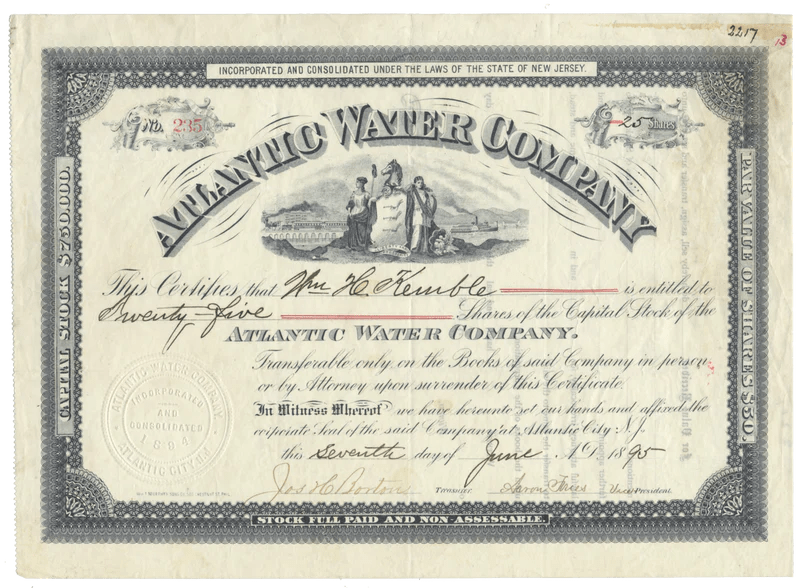 2217 13
INCORPORATED AND CONSOLIDATED UNDER THE LAWS OF THE STATE OF NEW JERSEY.
No. 235
25 Shares
ATLANTIC WATER COMPANY
CAPITAL STOCK $750.000.
PAR VALUE OF SHARES $50.
This Certifies that Wm H. Kemble is entitled to
Twenty-five Shares of the Capital Stock of the
ATLANTIC WATER COMPANY.
Transferable only on the Books of said Company in person
or by Attorney upon surrender of this Certificate.
In Witness Whereof we have hereunto set our hands and affixed the
corporate Seal of the said Company at Atlantic City N.J.
this Seventh day of June A.D. 1895
Jos H Borton Treasurer Vice President.
ATLANTIC WATER COMPANY
INCORPORATED
AND
CONSOLIDATED
1894
ATLANTIC CITY, N.J.
STOCK FULL PAID AND NON-ASSESSABLE.